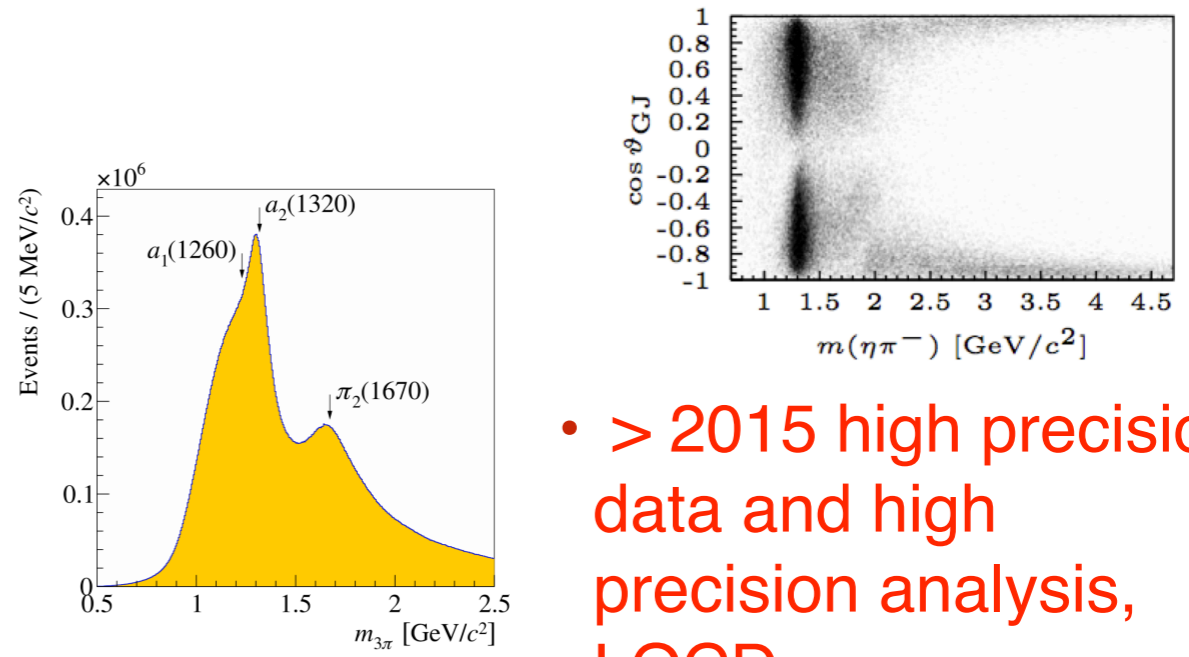 ×10⁶
Events / (5 MeV/c²)
0.4
0.3
0.2
0.1
0
a₂(1320)
a₁(1260)
π₂(1670)
0.5 1 1.5 2 2.5
m₃π [GeV/c²]
cos ϑGJ
1
0.8
0.6
0.4
0.2
0
-0.2
-0.4
-0.6
-0.8
-1
1 1.5 2 2.5 3 3.5 4 4.5
m(ηπ⁻) [GeV/c²]
• > 2015 high
data and high
precision analysis,